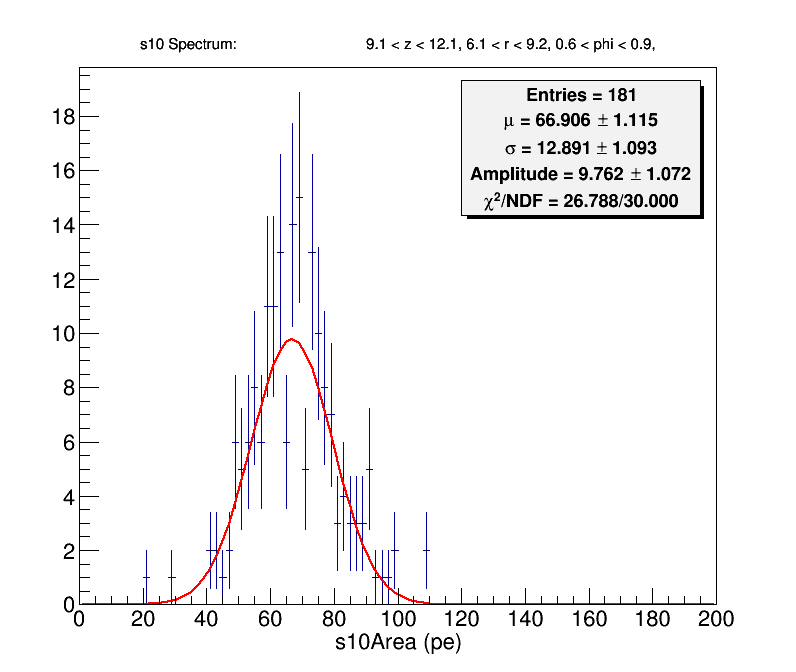 s10 Spectrum: 9.1 < z < 12.1, 6.1 < r < 9.2, 0.6 < phi < 0.9,
Entries = 181
μ = 66.906 ± 1.115
σ = 12.891 ± 1.093
Amplitude = 9.762 ± 1.072
χ²/NDF = 26.788/30.000
18
16
14
12
10
8
6
4
2
0
0 20 40 60 80 100 120 140 160 180 200
s10Area (pe)